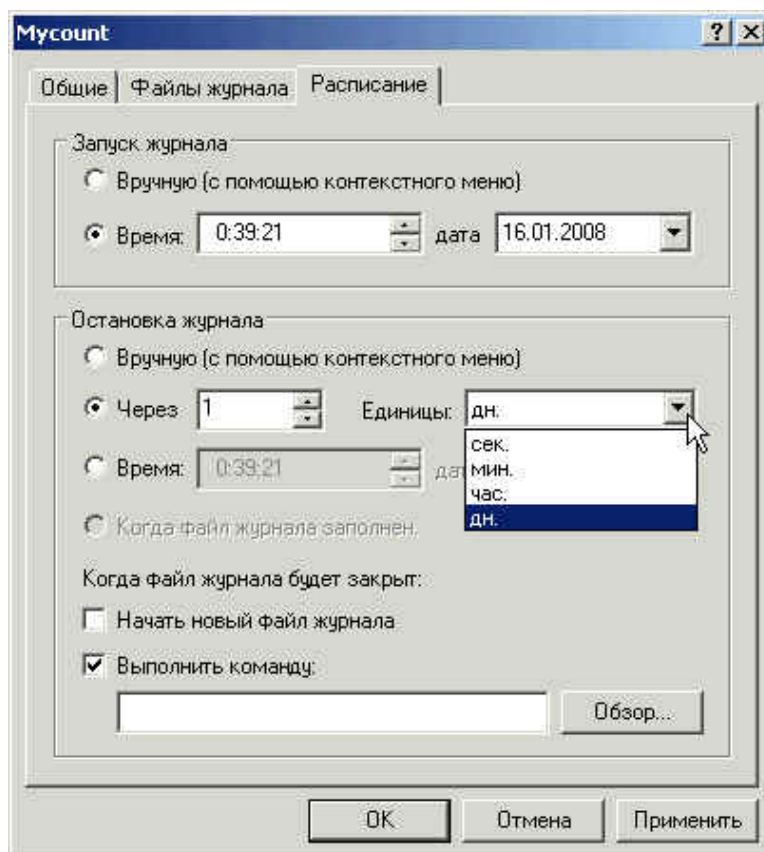 Mycount
Общие Файлы журнала Расписание
Запуск журнала
Вручную (с помощью контекстного меню)
Время: 0:39:21 дата 16.01.2008
Остановка журнала
Вручную (с помощью контекстного меню)
Через 1 Единицы: дн.
сек.
Время: 0:39:21 мин.
час.
дн.
Когда файл журнала заполнен.
Когда файл журнала будет закрыт:
Начать новый файл журнала
Выполнить команду:
Обзор...
OK Отмена Применить